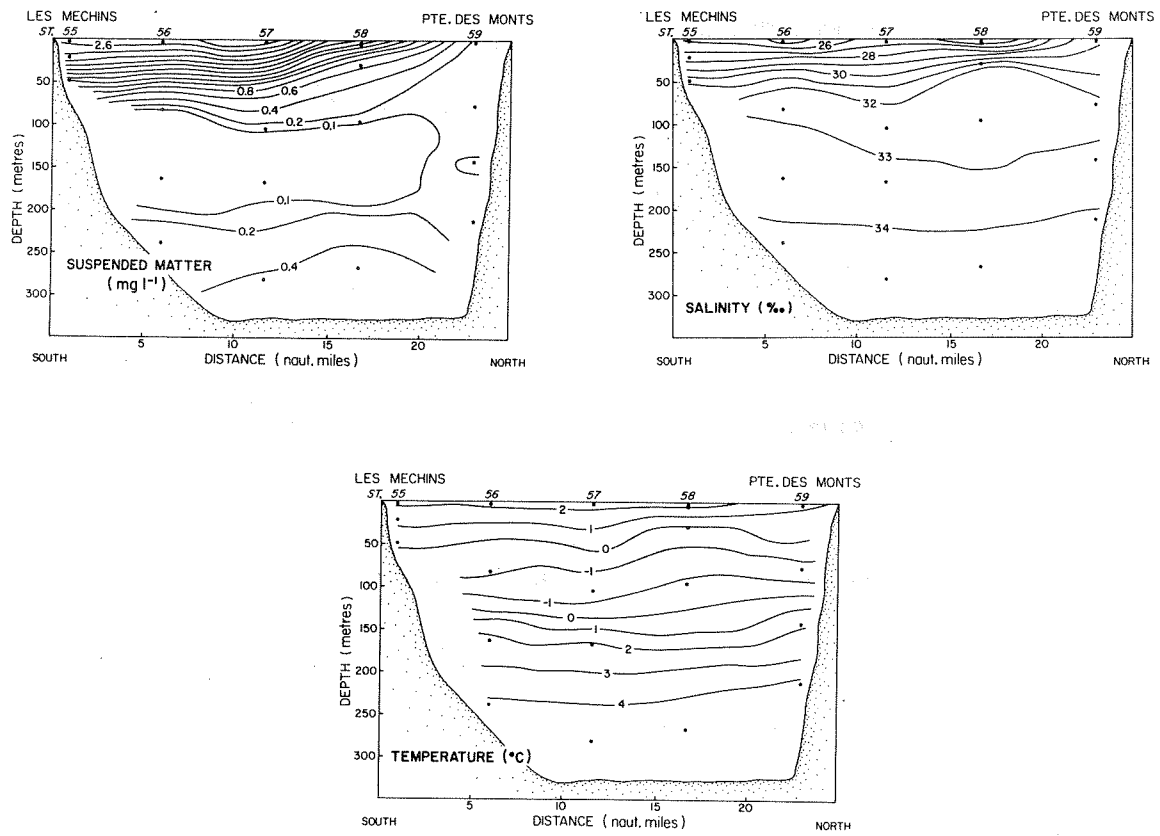 LES MECHINS PTE. DES MONTS
ST. 55 56 57 58 59
2.6
0.8 0.6
0.4
0.2 0.1
0.1
0.2
0.4
50
100
150
200
250
300
DEPTH (metres)
SUSPENDED MATTER
(mg l⁻¹)
5 10 15 20
SOUTH DISTANCE (naut. miles) NORTH
LES MECHINS PTE. DES MONTS
ST. 55 56 57 58 59
26
28
30
32
33
34
50
100
150
200
250
300
DEPTH (metres)
SALINITY (‰)
5 10 15 20
SOUTH DISTANCE (naut. miles) NORTH
LES MECHINS PTE. DES MONTS
ST. 55 56 57 58 59
2
1
0
-1
-1
0
1
2
3
4
50
100
150
200
250
300
DEPTH (metres)
TEMPERATURE (°C)
5 10 15 20
SOUTH DISTANCE (naut. miles) NORTH